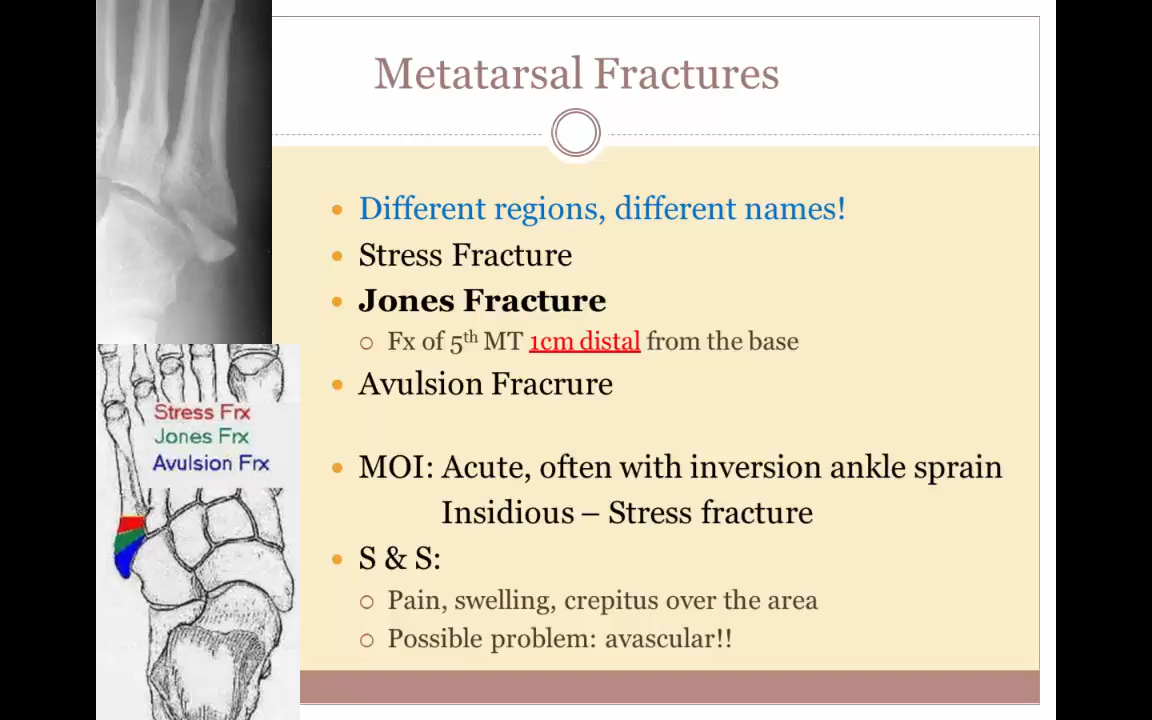 Metatarsal Fractures
Different regions, different names!
Stress Fracture
Jones Fracture
Fx of 5th MT 1cm distal from the base
Avulsion Fracrure
MOI: Acute, often with inversion ankle sprain
Insidious – Stress fracture
S & S:
Pain, swelling, crepitus over the area
Possible problem: avascular!!
Stress Frx
Jones Frx
Avulsion Frx